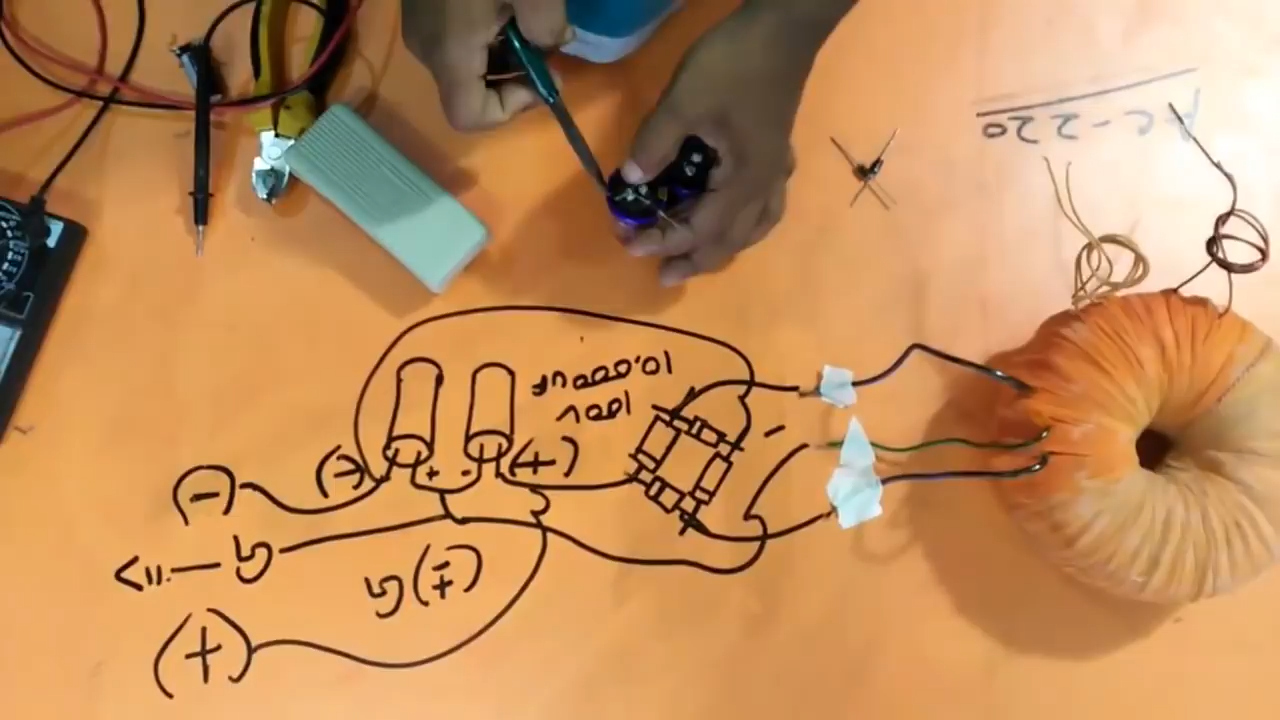 AC-220
10.000uF
100v
(-)
+
-
(+)
(-)
G
G(-+)
(+)